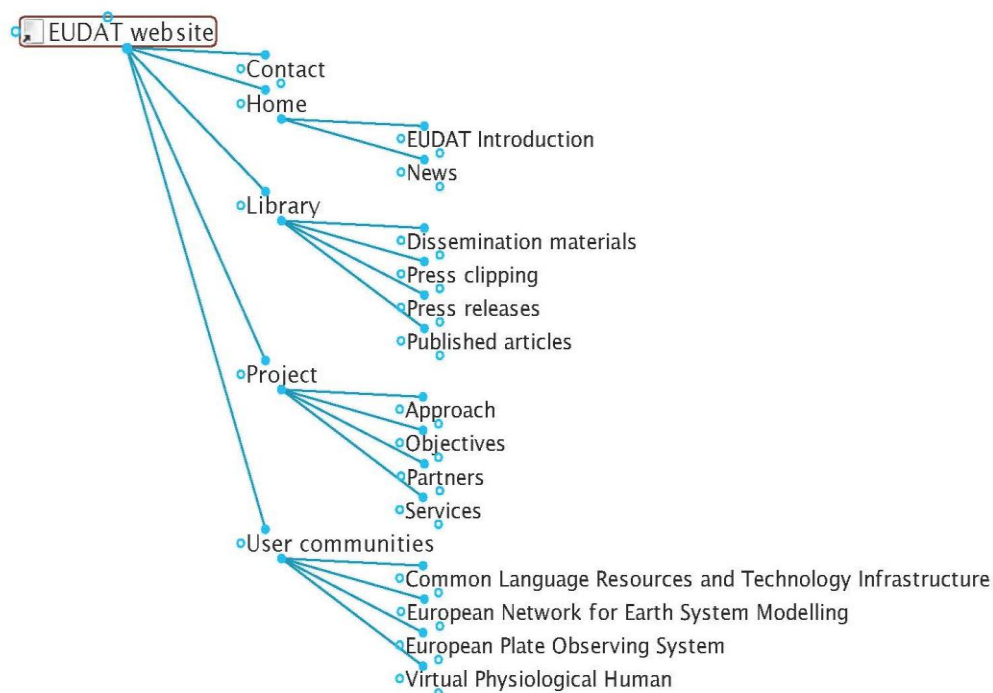 EUDAT website
Contact
Home
EUDAT Introduction
News
Library
Dissemination materials
Press clipping
Press releases
Published articles
Project
Approach
Objectives
Partners
Services
User communities
Common Language Resources and Technology Infrastructure
European Network for Earth System Modelling
European Plate Observing System
Virtual Physiological Human